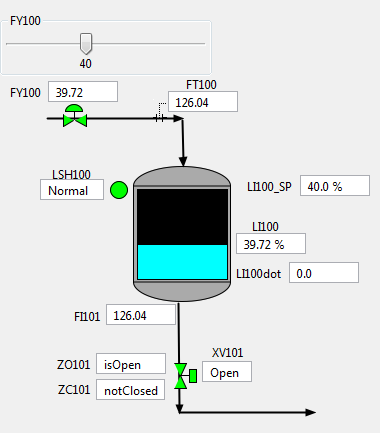 FY100
40
FY100 39.72
FT100
126.04
LSH100
Normal
LI100_SP 40.0 %
LI100
39.72 %
LI100dot 0.0
FI101 126.04
XV101
Open
ZO101 isOpen
ZC101 notClosed